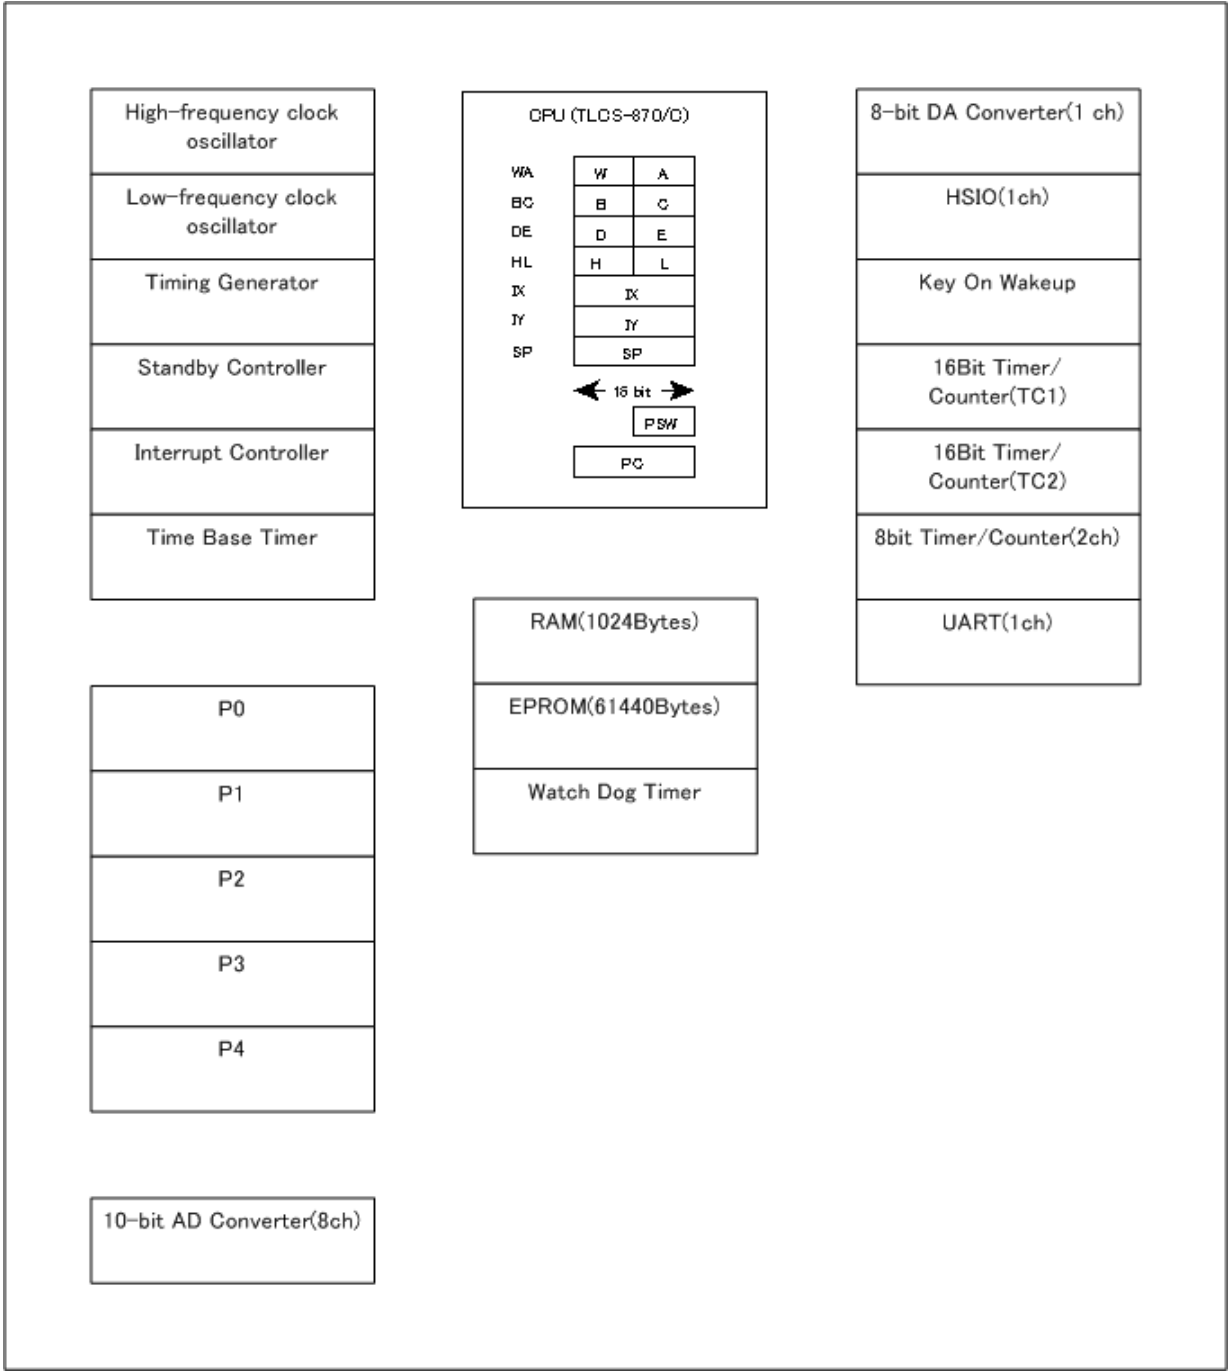 High-frequency clock
oscillator
Low-frequency clock
oscillator
Timing Generator
Standby Controller
Interrupt Controller
Time Base Timer
P0
P1
P2
P3
P4
10-bit AD Converter(8ch)
CPU (TLCS-870/C)
WA W A
BC B C
DE D E
HL H L
IX IX
IY IY
SP SP
16 bit
PSW
PC
RAM(1024Bytes)
EPROM(61440Bytes)
Watch Dog Timer
8-bit DA Converter(1 ch)
HSIO(1ch)
Key On Wakeup
16Bit Timer/
Counter(TC1)
16Bit Timer/
Counter(TC2)
8bit Timer/Counter(2ch)
UART(1ch)